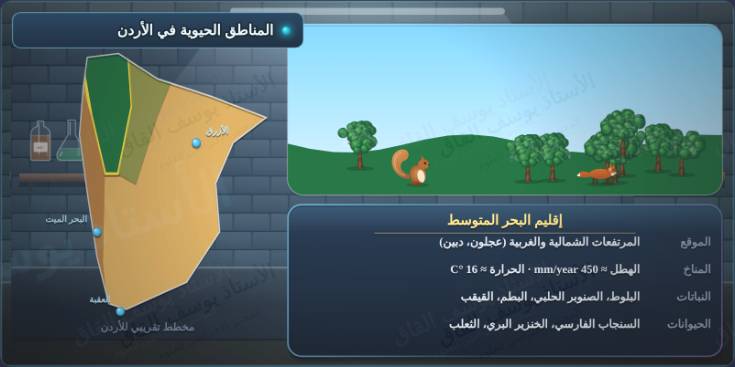 المناطق الحيوية في الأردن
الأزرق
البحر الميت
العقبة
مخطط تقريبي للأردن
إقليم البحر المتوسط
الموقع المرتفعات الشمالية والغربية (عجلون، دبين)
المناخ الهطل ≈ 450 mm/year · الحرارة ≈ 16 °C
النباتات البلوط، الصنوبر الحلبي، البطم، القيقب
الحيوانات السنجاب الفارسي، الخنزير البري، الثعلب
الأستاذ يوسف